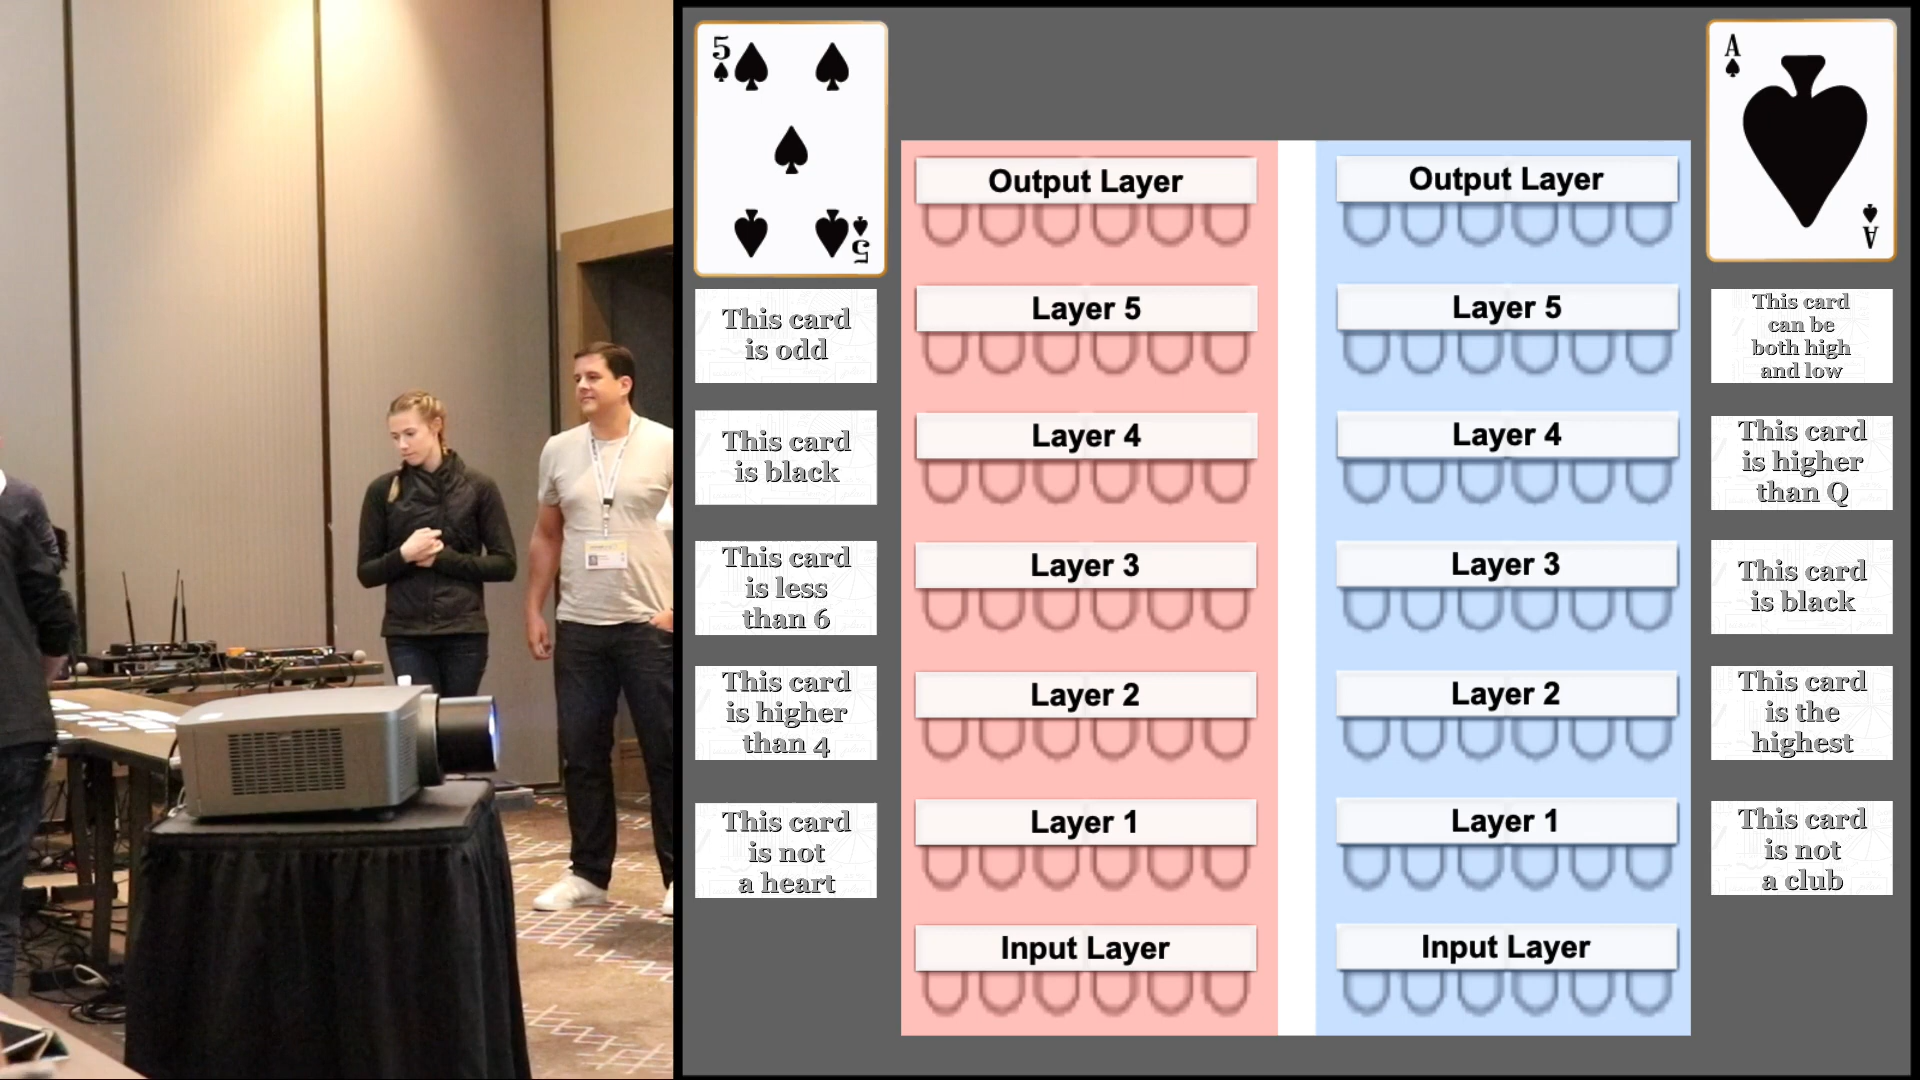 5
5
This card
is odd
This card
is black
This card
is less
than 6
This card
is higher
than 4
This card
is not
a heart
Output Layer
Layer 5
Layer 4
Layer 3
Layer 2
Layer 1
Input Layer
Output Layer
Layer 5
Layer 4
Layer 3
Layer 2
Layer 1
Input Layer
A
A
This card
can be
both high
and low
This card
is higher
than Q
This card
is black
This card
is the
highest
This card
is not
a club